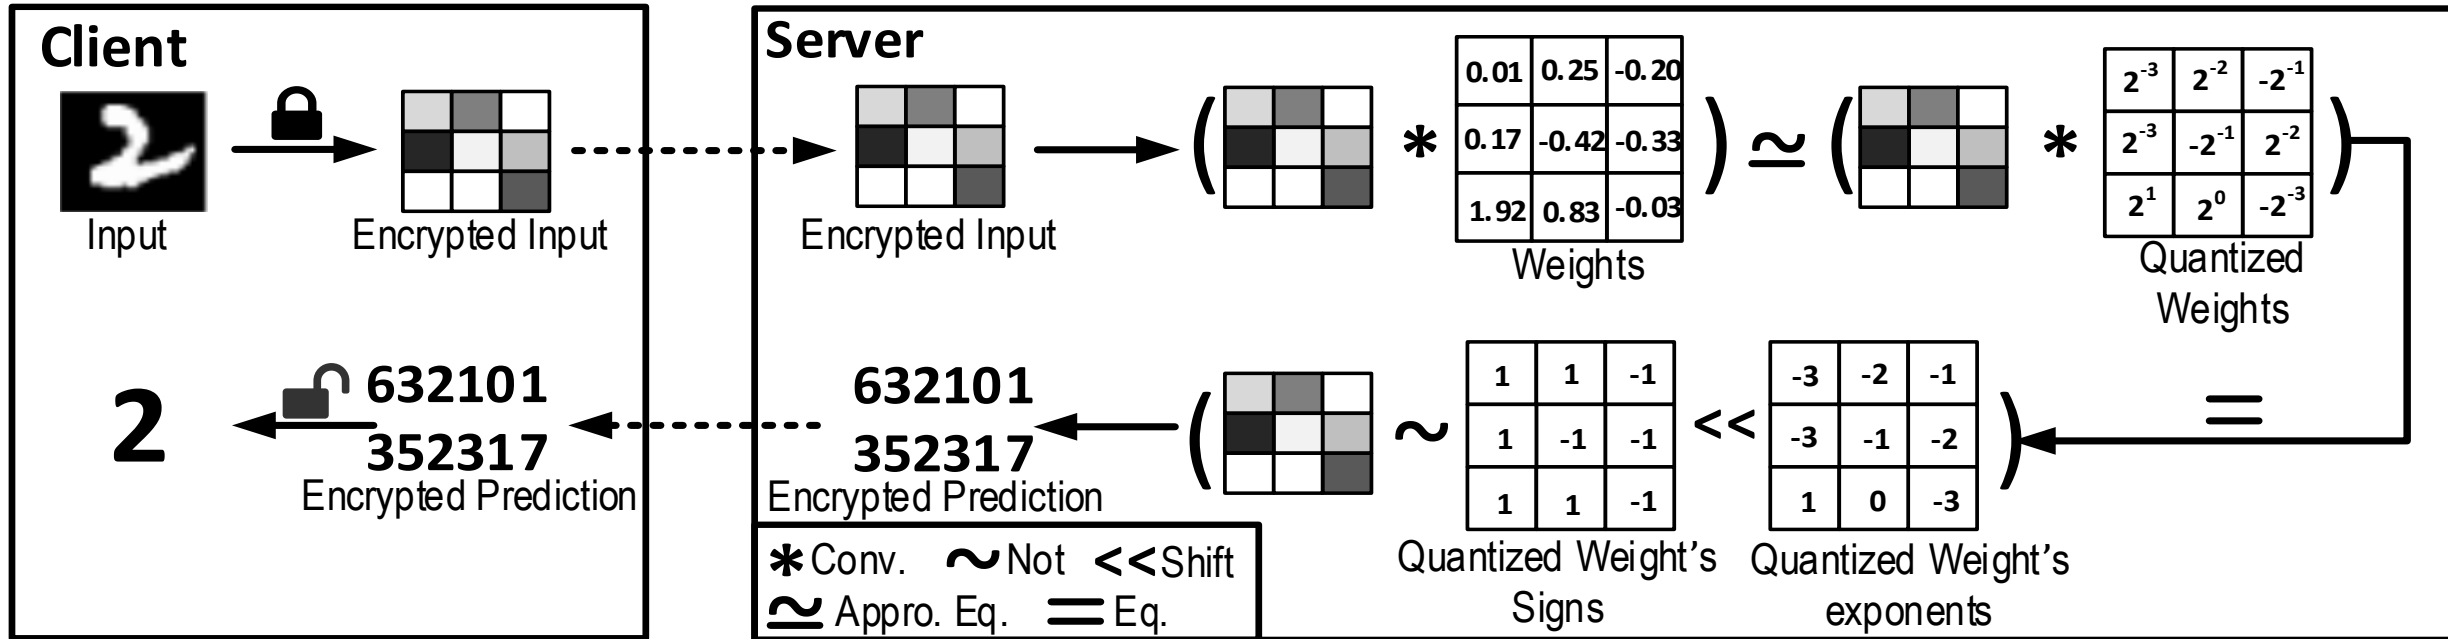 Client
Input
Encrypted Input
2
632101
352317
Encrypted Prediction
Server
Encrypted Input
( * ) ≃ ( * )
0.01 0.25 -0.20
0.17 -0.42 -0.33
1.92 0.83 -0.03
Weights
2^-3 2^-2 -2^-1
2^-3 -2^-1 2^-2
2^1 2^0 -2^-3
Quantized
Weights
=
632101
352317
Encrypted Prediction
( ~ << )
1 1 -1
1 -1 -1
1 1 -1
Quantized Weight's
Signs
-3 -2 -1
-3 -1 -2
1 0 -3
Quantized Weight's
exponents
* Conv. ~ Not << Shift
≃ Appro. Eq. = Eq.